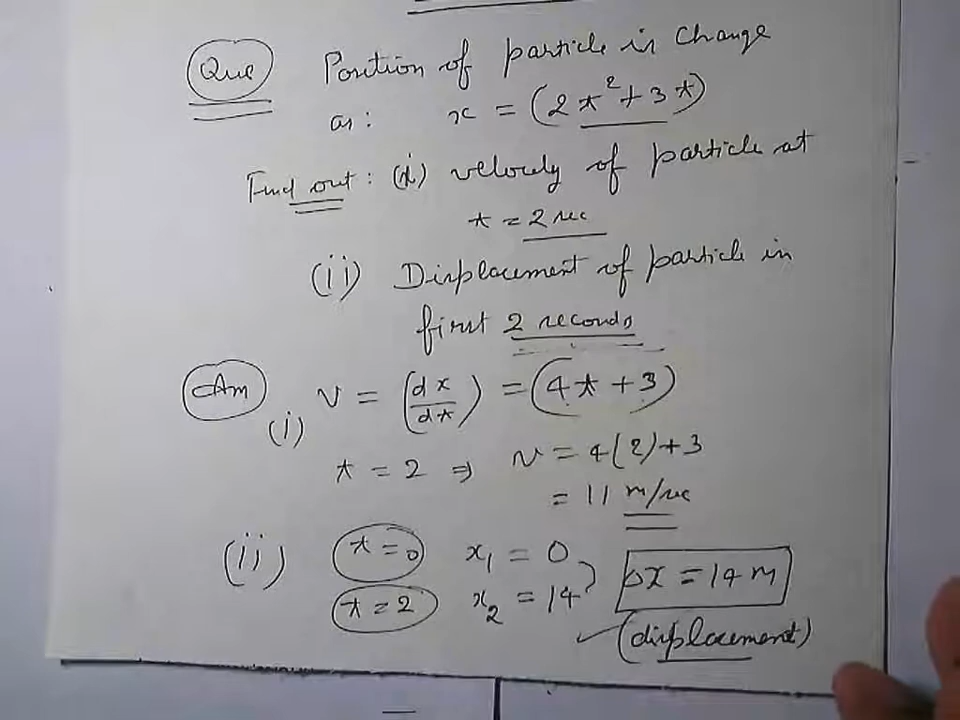 Que Position of particle is change
as: x = (2t² + 3t)
Find out: (i) velocity of particle at
t = 2 sec
(ii) Displacement of particle in
first 2 seconds
Ans (i) v = (dx/dt) = (4t + 3)
t = 2 ⇒ v = 4(2) + 3
= 11 m/sec
(ii) t = 0 x₁ = 0
t = 2 x₂ = 14 Δx = 14 m
(displacement)